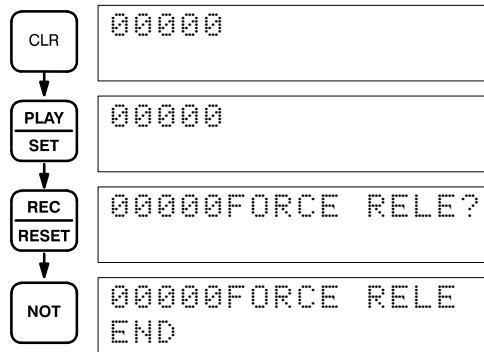 CLR
00000
PLAY
SET
00000
REC
RESET
00000FORCE RELE?
NOT
00000FORCE RELE
END